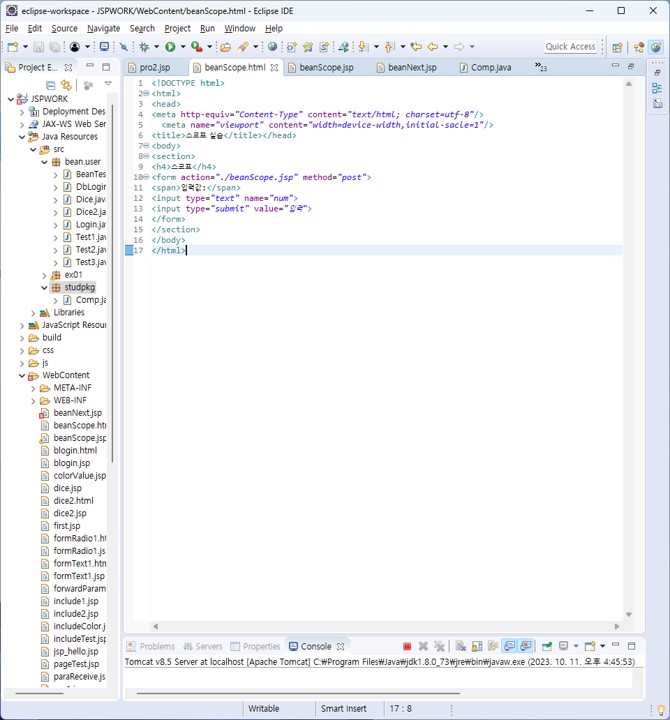 eclipse-workspace - JSPWORK/WebContent/beanScope.html - Eclipse IDE
File Edit Source Refactor Navigate Search Project Run Window Help
Quick Access
Project E...
pro2.jsp
beanScope.html
beanScope.jsp
beanNext.jsp
Comp.java
»23
JSPWORK
Deployment Des
JAX-WS Web Ser
Java Resources
src
bean.user
BeanTes
DbLogin
Dice.java
Dice2.ja
Login.jav
Test1.jav
Test2.jav
Test3.jav
ex01
studpkg
Comp.ja
Libraries
JavaScript Resour
build
css
js
WebContent
META-INF
WEB-INF
beanNext.jsp
beanScope.ht
beanScope.jsp
blogin.html
blogin.jsp
colorValue.jsp
dice.jsp
dice2.html
dice2.jsp
first.jsp
formRadio1.ht
formRadio1.js
formText1.htm
formText1.jsp
forwardParam
include1.jsp
include2.jsp
includeColor.j
includeTest.jsp
jsp_hello.jsp
pageTest.jsp
paraReceive.js
1 <!DOCTYPE html>
2 <html>
3 <head>
4 <meta http-equiv="Content-Type" content="text/html; charset=utf-8"/>
5 <meta name="viewport" content="width=device-width,initial-sacle=1"/>
6 <title>스코프 실습</title></head>
7 <body>
8 <section>
9 <h4>스코프</h4>
10 <form action="./beanScope.jsp" method="post">
11 <span>입력값:</span>
12 <input type="text" name="num">
13 <input type="submit" value="입력">
14 </form>
15 </section>
16 </body>
17 </html>
Problems Servers Properties Console
Tomcat v8.5 Server at localhost [Apache Tomcat] C:\Program Files\Java\jdk1.8.0_73\jre\bin\javaw.exe (2023. 10. 11. 오후 4:45:53)
Writable Smart Insert 17 : 8